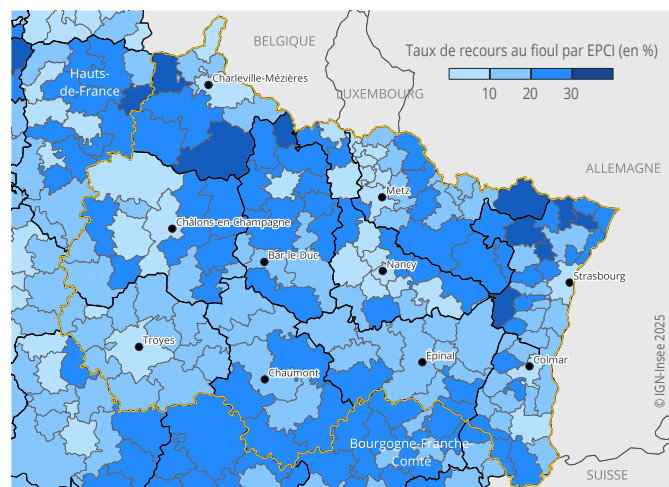 BELGIQUE
Taux de recours au fioul par EPCI (en %)
10 20 30
Hauts-
de-France
Charleville-Mézières
LUXEMBOURG
ALLEMAGNE
Metz
Châlons-en-Champagne
Bar-le-Duc
Nancy
Strasbourg
Troyes
Épinal
Colmar
Chaumont
© IGN-Insee 2025
Bourgogne-Franche-
Comté
SUISSE